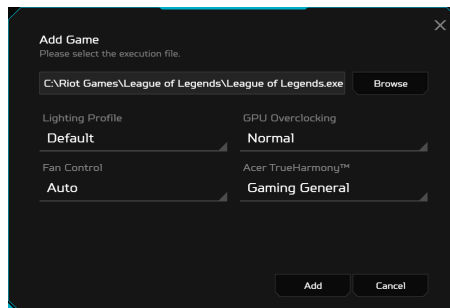 Add Game
Please select the execution file.
C:\Riot Games\League of Legends\League of Legends.exe Browse
Lighting Profile GPU Overclocking
Default Normal
Fan Control Acer TrueHarmony™
Auto Gaming General
Add Cancel